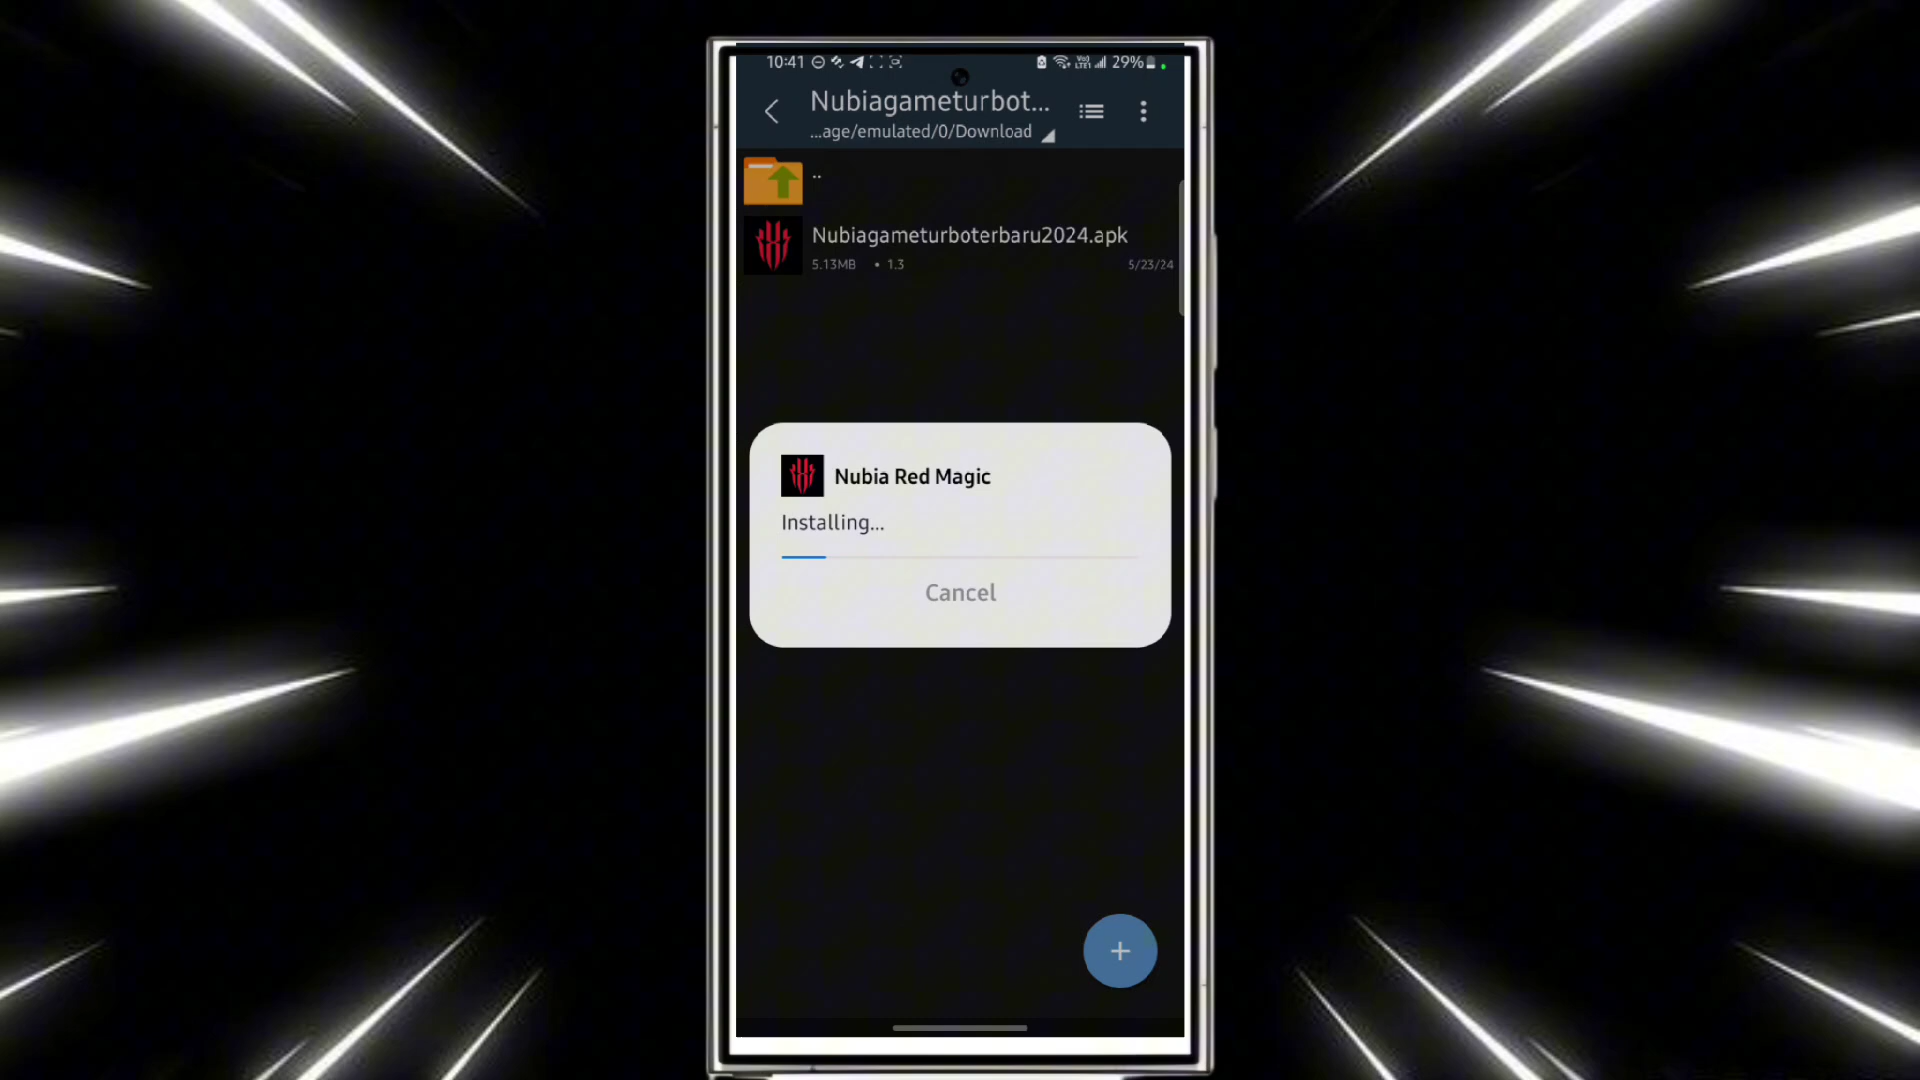 10:41 29%
Nubiagameturbot...
...age/emulated/0/Download
..
Nubiagameturboterbaru2024.apk
5.13MB • 1.3 5/23/24
Nubia Red Magic
Installing...
Cancel